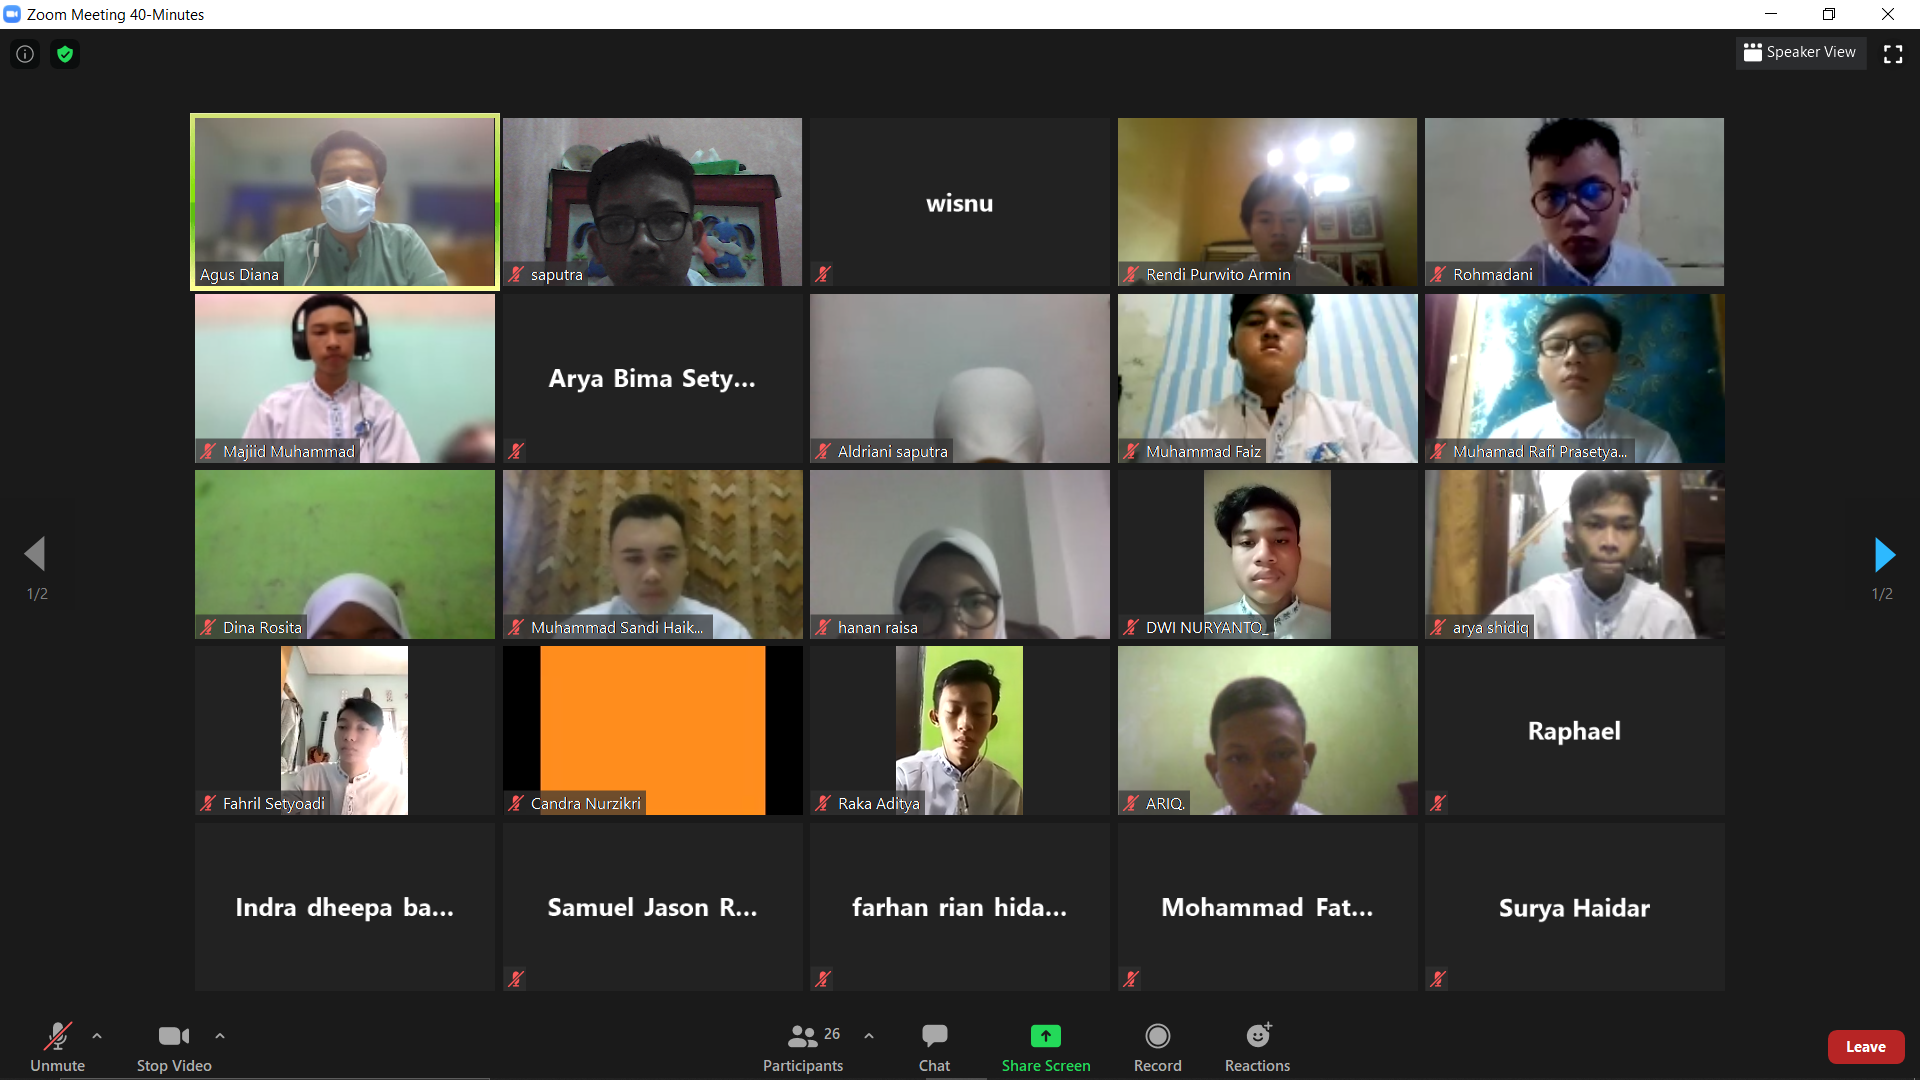 Zoom Meeting 40-Minutes
Speaker View
Agus Diana
saputra
wisnu
Rendi Purwito Armin
Rohmadani
Majiid Muhammad
Arya Bima Sety...
Aldriani saputra
Muhammad Faiz
Muhamad Rafi Prasetya...
Dina Rosita
Muhammad Sandi Haik...
hanan raisa
DWI NURYANTO_
arya shidiq
Fahril Setyoadi
Candra Nurzikri
Raka Aditya
ARIQ.
Raphael
Indra dheepa ba...
Samuel Jason R...
farhan rian hida...
Mohammad Fat...
Surya Haidar
1/2
1/2
Unmute
Stop Video
26
Participants
Chat
Share Screen
Record
Reactions
Leave